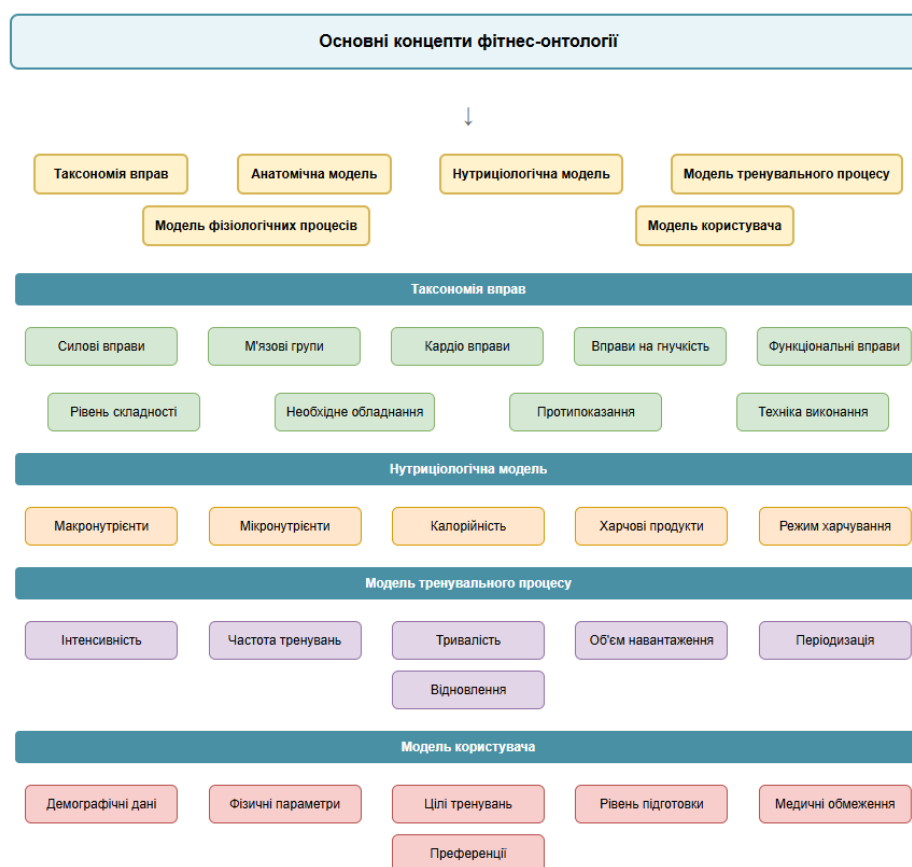 Основні концепти фітнес-онтології
↓
Таксономія вправ
Анатомічна модель
Нутриціологічна модель
Модель тренувального процесу
Модель фізіологічних процесів
Модель користувача
Таксономія вправ
Силові вправи
М'язові групи
Кардіо вправи
Вправи на гнучкість
Функціональні вправи
Рівень складності
Необхідне обладнання
Протипоказання
Техніка виконання
Нутриціологічна модель
Макронутрієнти
Мікронутрієнти
Калорійність
Харчові продукти
Режим харчування
Модель тренувального процесу
Інтенсивність
Частота тренувань
Тривалість
Об'єм навантаження
Періодизація
Відновлення
Модель користувача
Демографічні дані
Фізичні параметри
Цілі тренувань
Рівень підготовки
Медичні обмеження
Преференції